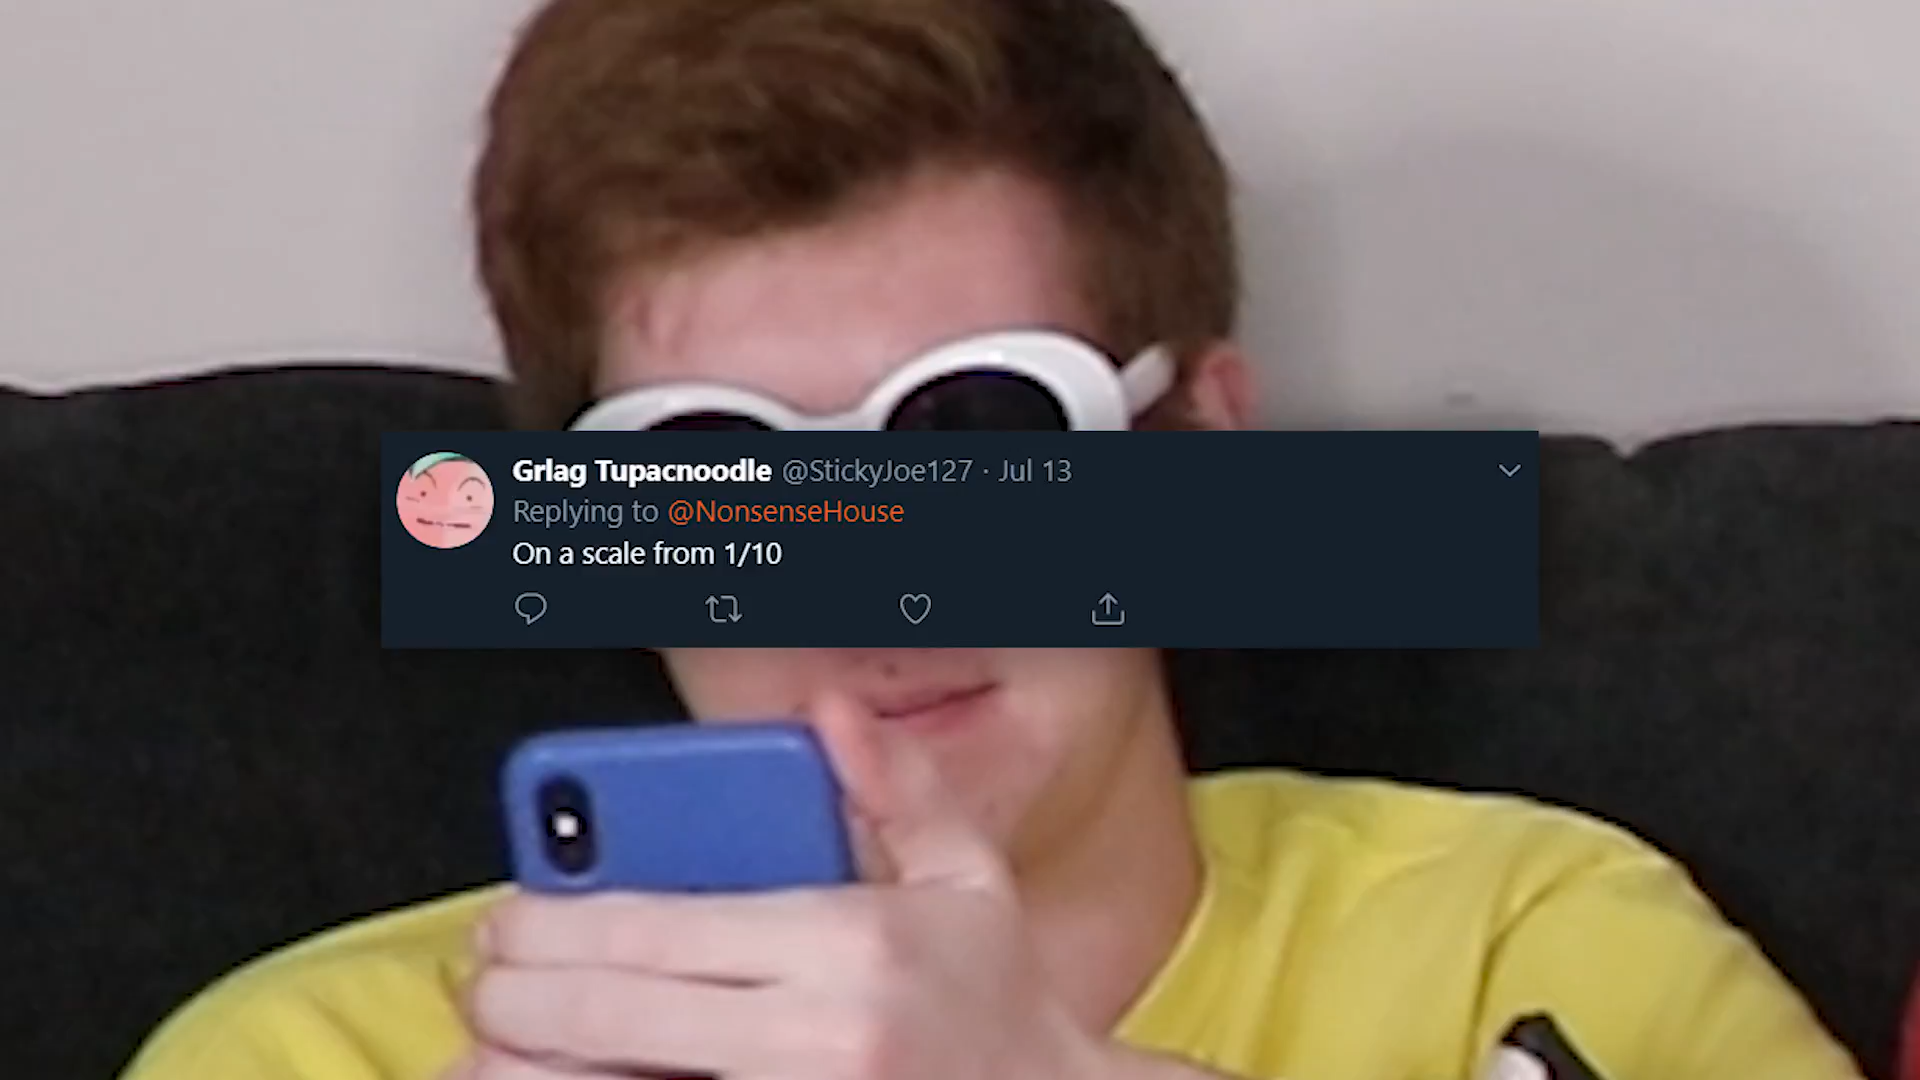 Grlag Tupacnoodle @StickyJoe127 · Jul 13
Replying to @NonsenseHouse
On a scale from 1/10